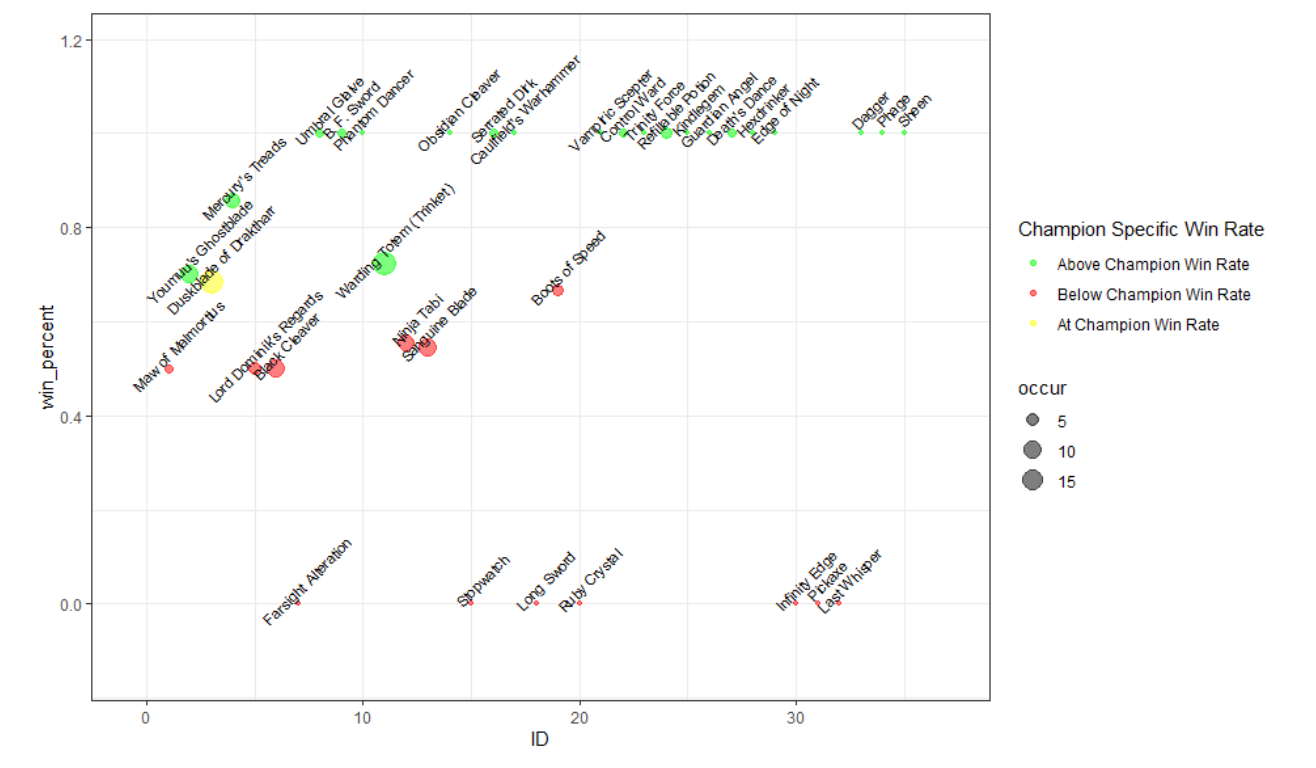 1.2
0.8
0.4
0.0
win_percent
0
10
20
30
ID
Umbral Glaive
B. F. Sword
Phantom Dancer
Obsidian Cleaver
Serrated Dirk
Caulfield's Warhammer
Vampiric Scepter
Control Ward
Trinity Force
Refillable Potion
Kindlegem
Guardian Angel
Death's Dance
Hexdrinker
Edge of Night
Dagger
Phage
Sheen
Mercury's Treads
Youmuu's Ghostblade
Duskblade of Draktharr
Warding Totem (Trinket)
Boots of Speed
Maw of Malmortius
Lord Dominik's Regards
Black Cleaver
Ninja Tabi
Sanguine Blade
Farsight Alteration
Stopwatch
Long Sword
Ruby Crystal
Infinity Edge
Pickaxe
Last Whisper
Champion Specific Win Rate
Above Champion Win Rate
Below Champion Win Rate
At Champion Win Rate
occur
5
10
15